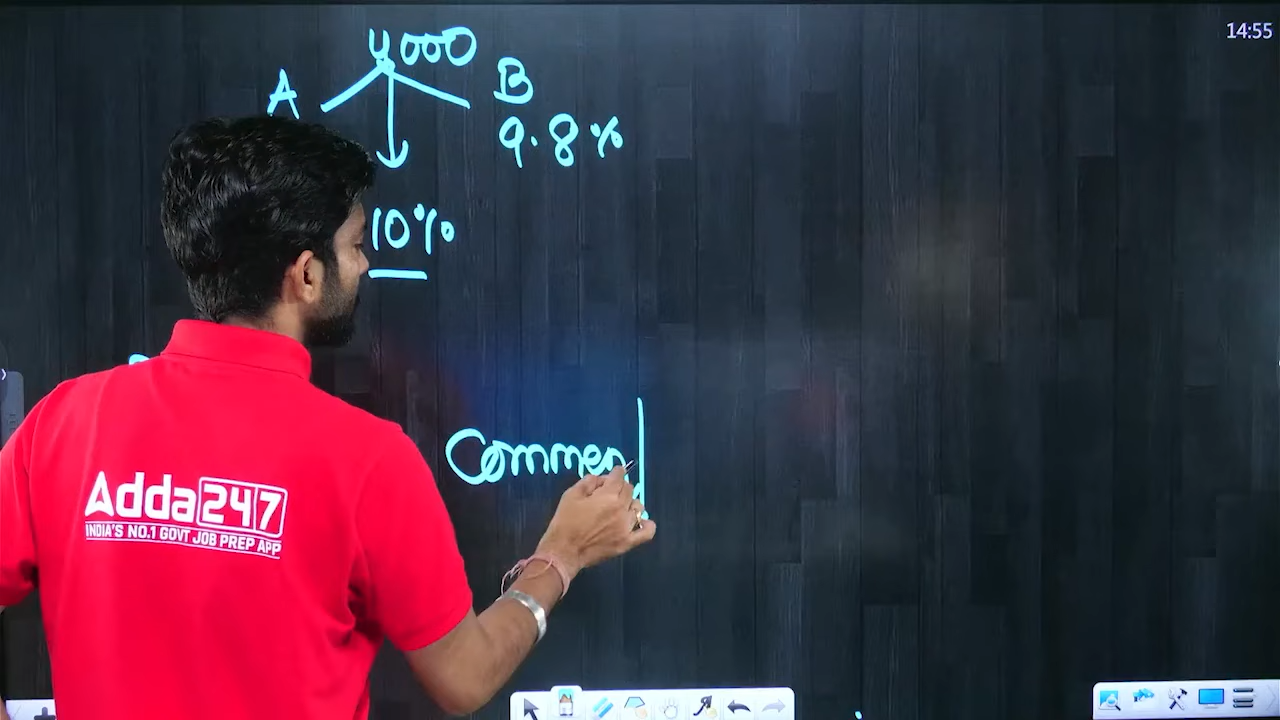 14:55
4000
A
B
9.8%
10%
Commen
Adda247
INDIA'S NO.1 GOVT JOB PREP APP